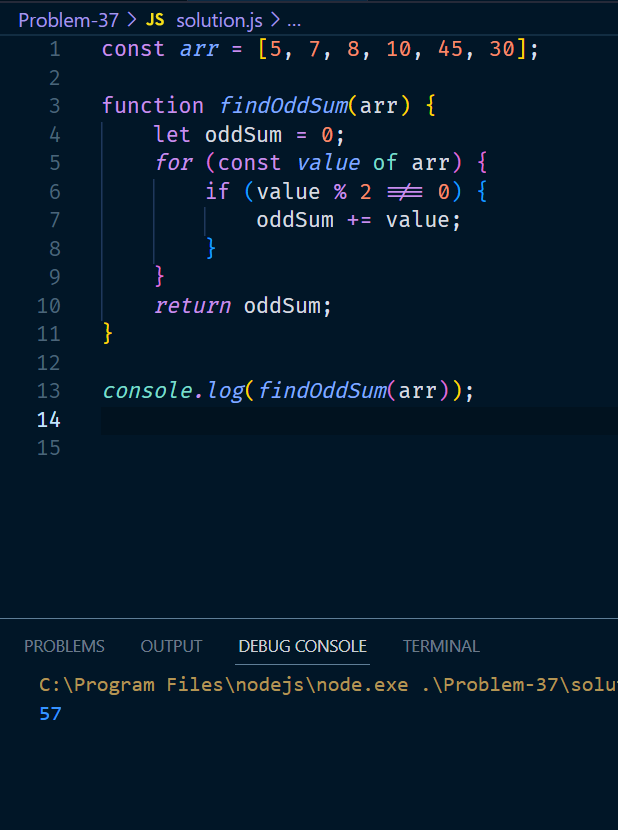 Problem-37 > JS solution.js > ...
1 const arr = [5, 7, 8, 10, 45, 30];
2
3 function findOddSum(arr) {
4     let oddSum = 0;
5     for (const value of arr) {
6         if (value % 2 !== 0) {
7             oddSum += value;
8         }
9     }
10     return oddSum;
11 }
12
13 console.log(findOddSum(arr));
14
15
PROBLEMS OUTPUT DEBUG CONSOLE TERMINAL
C:\Program Files\nodejs\node.exe .\Problem-37\solu
57